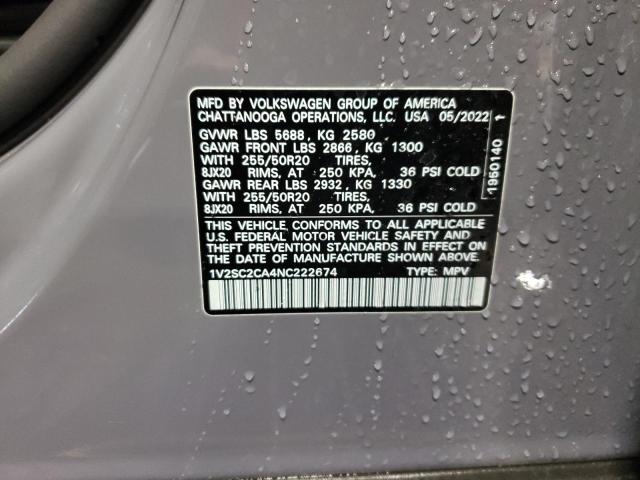 MFD BY VOLKSWAGEN GROUP OF AMERICA
CHATTANOOGA OPERATIONS, LLC. USA 05/2022
GVWR LBS 5688, KG 2580
GAWR FRONT LBS 2866, KG 1300
WITH 255/50R20 TIRES,
8JX20 RIMS, AT 250 KPA, 36 PSI COLD
GAWR REAR LBS 2932, KG 1330
WITH 255/50R20 TIRES,
8JX20 RIMS, AT 250 KPA, 36 PSI COLD
THIS VEHICLE CONFORMS TO ALL APPLICABLE
U.S. FEDERAL MOTOR VEHICLE SAFETY AND
THEFT PREVENTION STANDARDS IN EFFECT ON
THE DATE OF MANUFACTURE SHOWN ABOVE.
1V2SC2CA4NC222674 TYPE: MPV
1950140 1